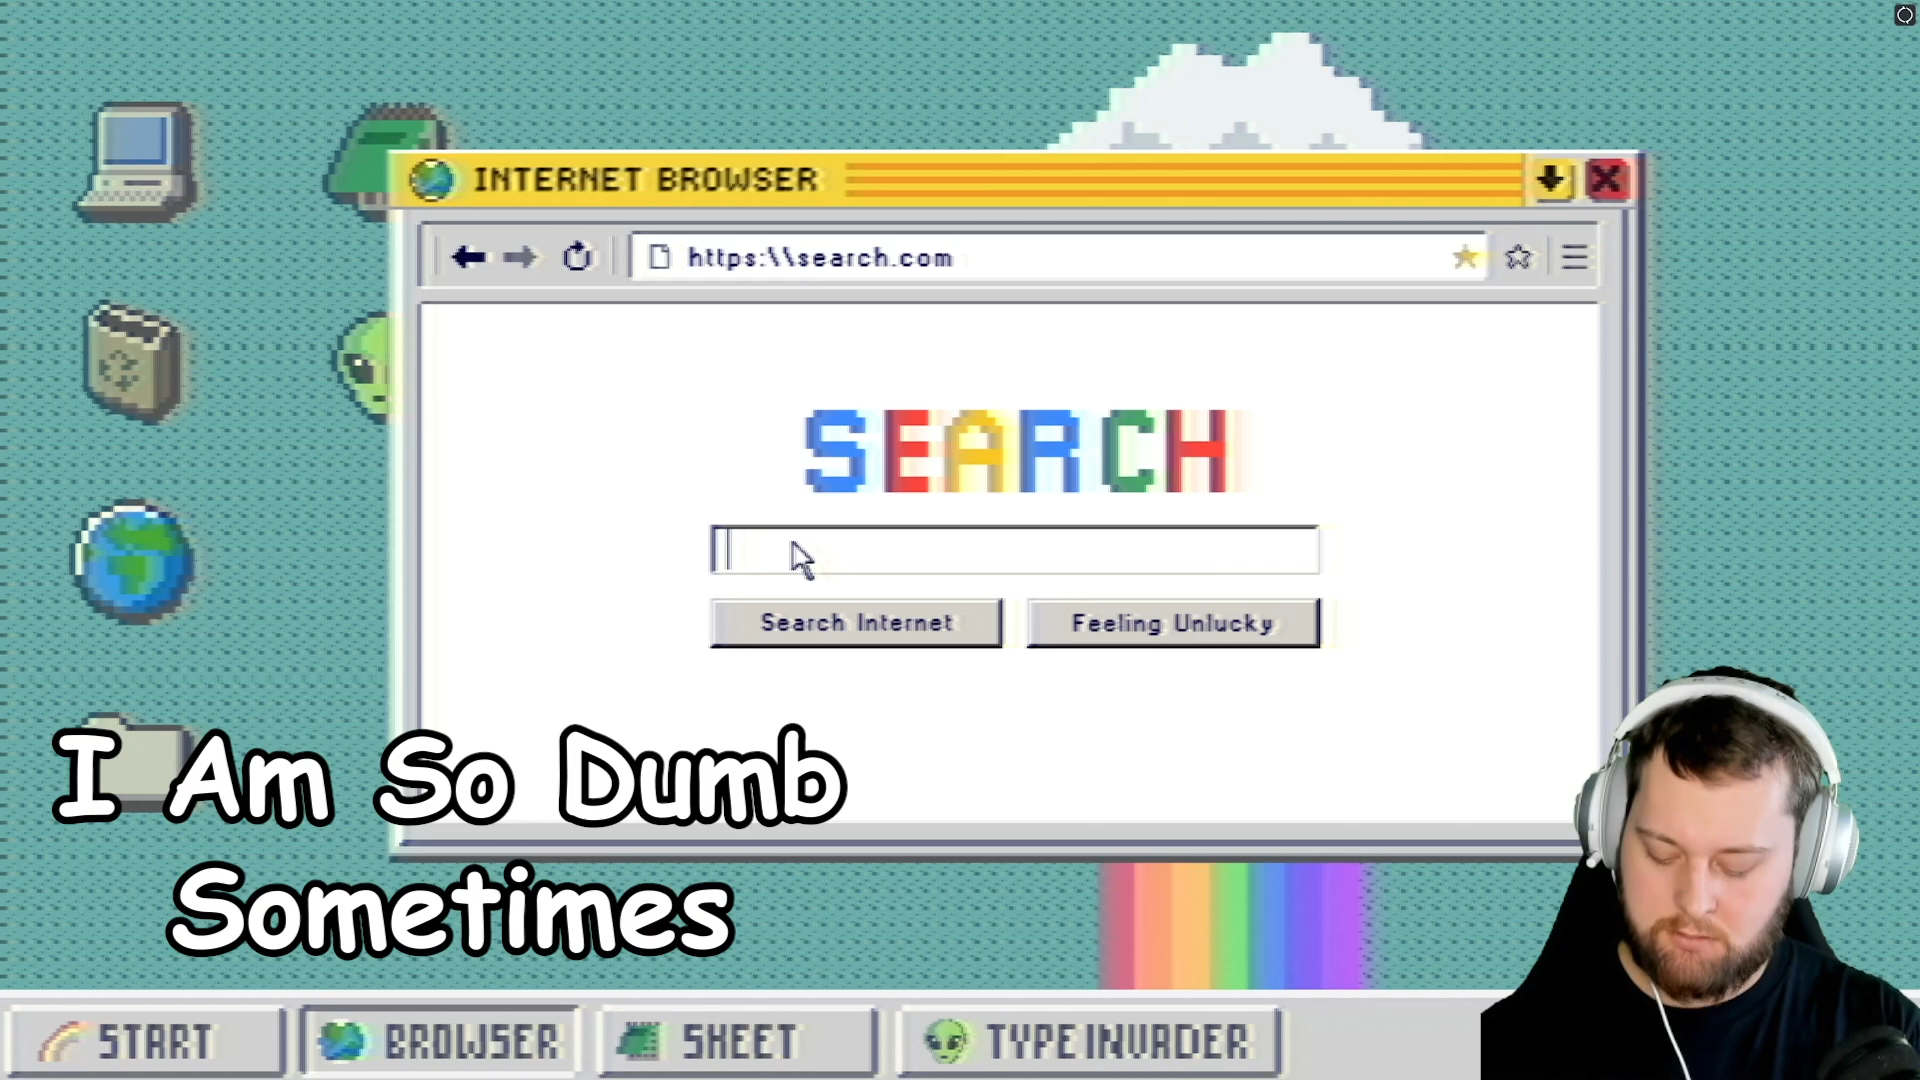 INTERNET BROWSER
https:\\search.com
SEARCH
Search Internet Feeling Unlucky
I Am So Dumb
Sometimes
START BROWSER SHEET TYPE INVADER